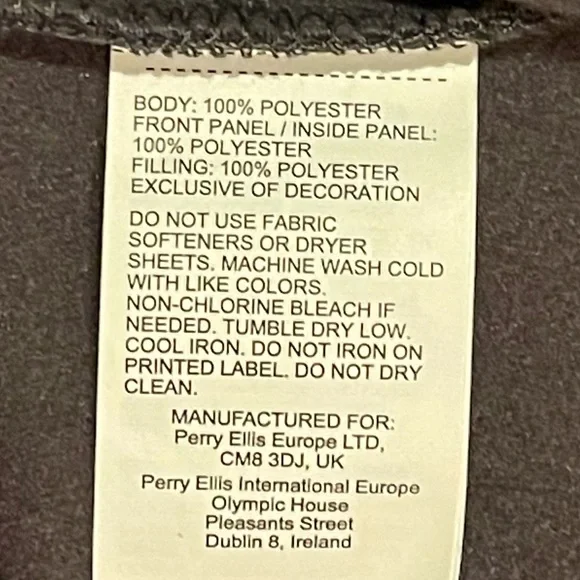 BODY: 100% POLYESTER
FRONT PANEL / INSIDE PANEL:
100% POLYESTER
FILLING: 100% POLYESTER
EXCLUSIVE OF DECORATION
DO NOT USE FABRIC
SOFTENERS OR DRYER
SHEETS. MACHINE WASH COLD
WITH LIKE COLORS.
NON-CHLORINE BLEACH IF
NEEDED. TUMBLE DRY LOW.
COOL IRON. DO NOT IRON ON
PRINTED LABEL. DO NOT DRY
CLEAN.
MANUFACTURED FOR:
Perry Ellis Europe LTD,
CM8 3DJ, UK
Perry Ellis International Europe
Olympic House
Pleasants Street
Dublin 8, Ireland